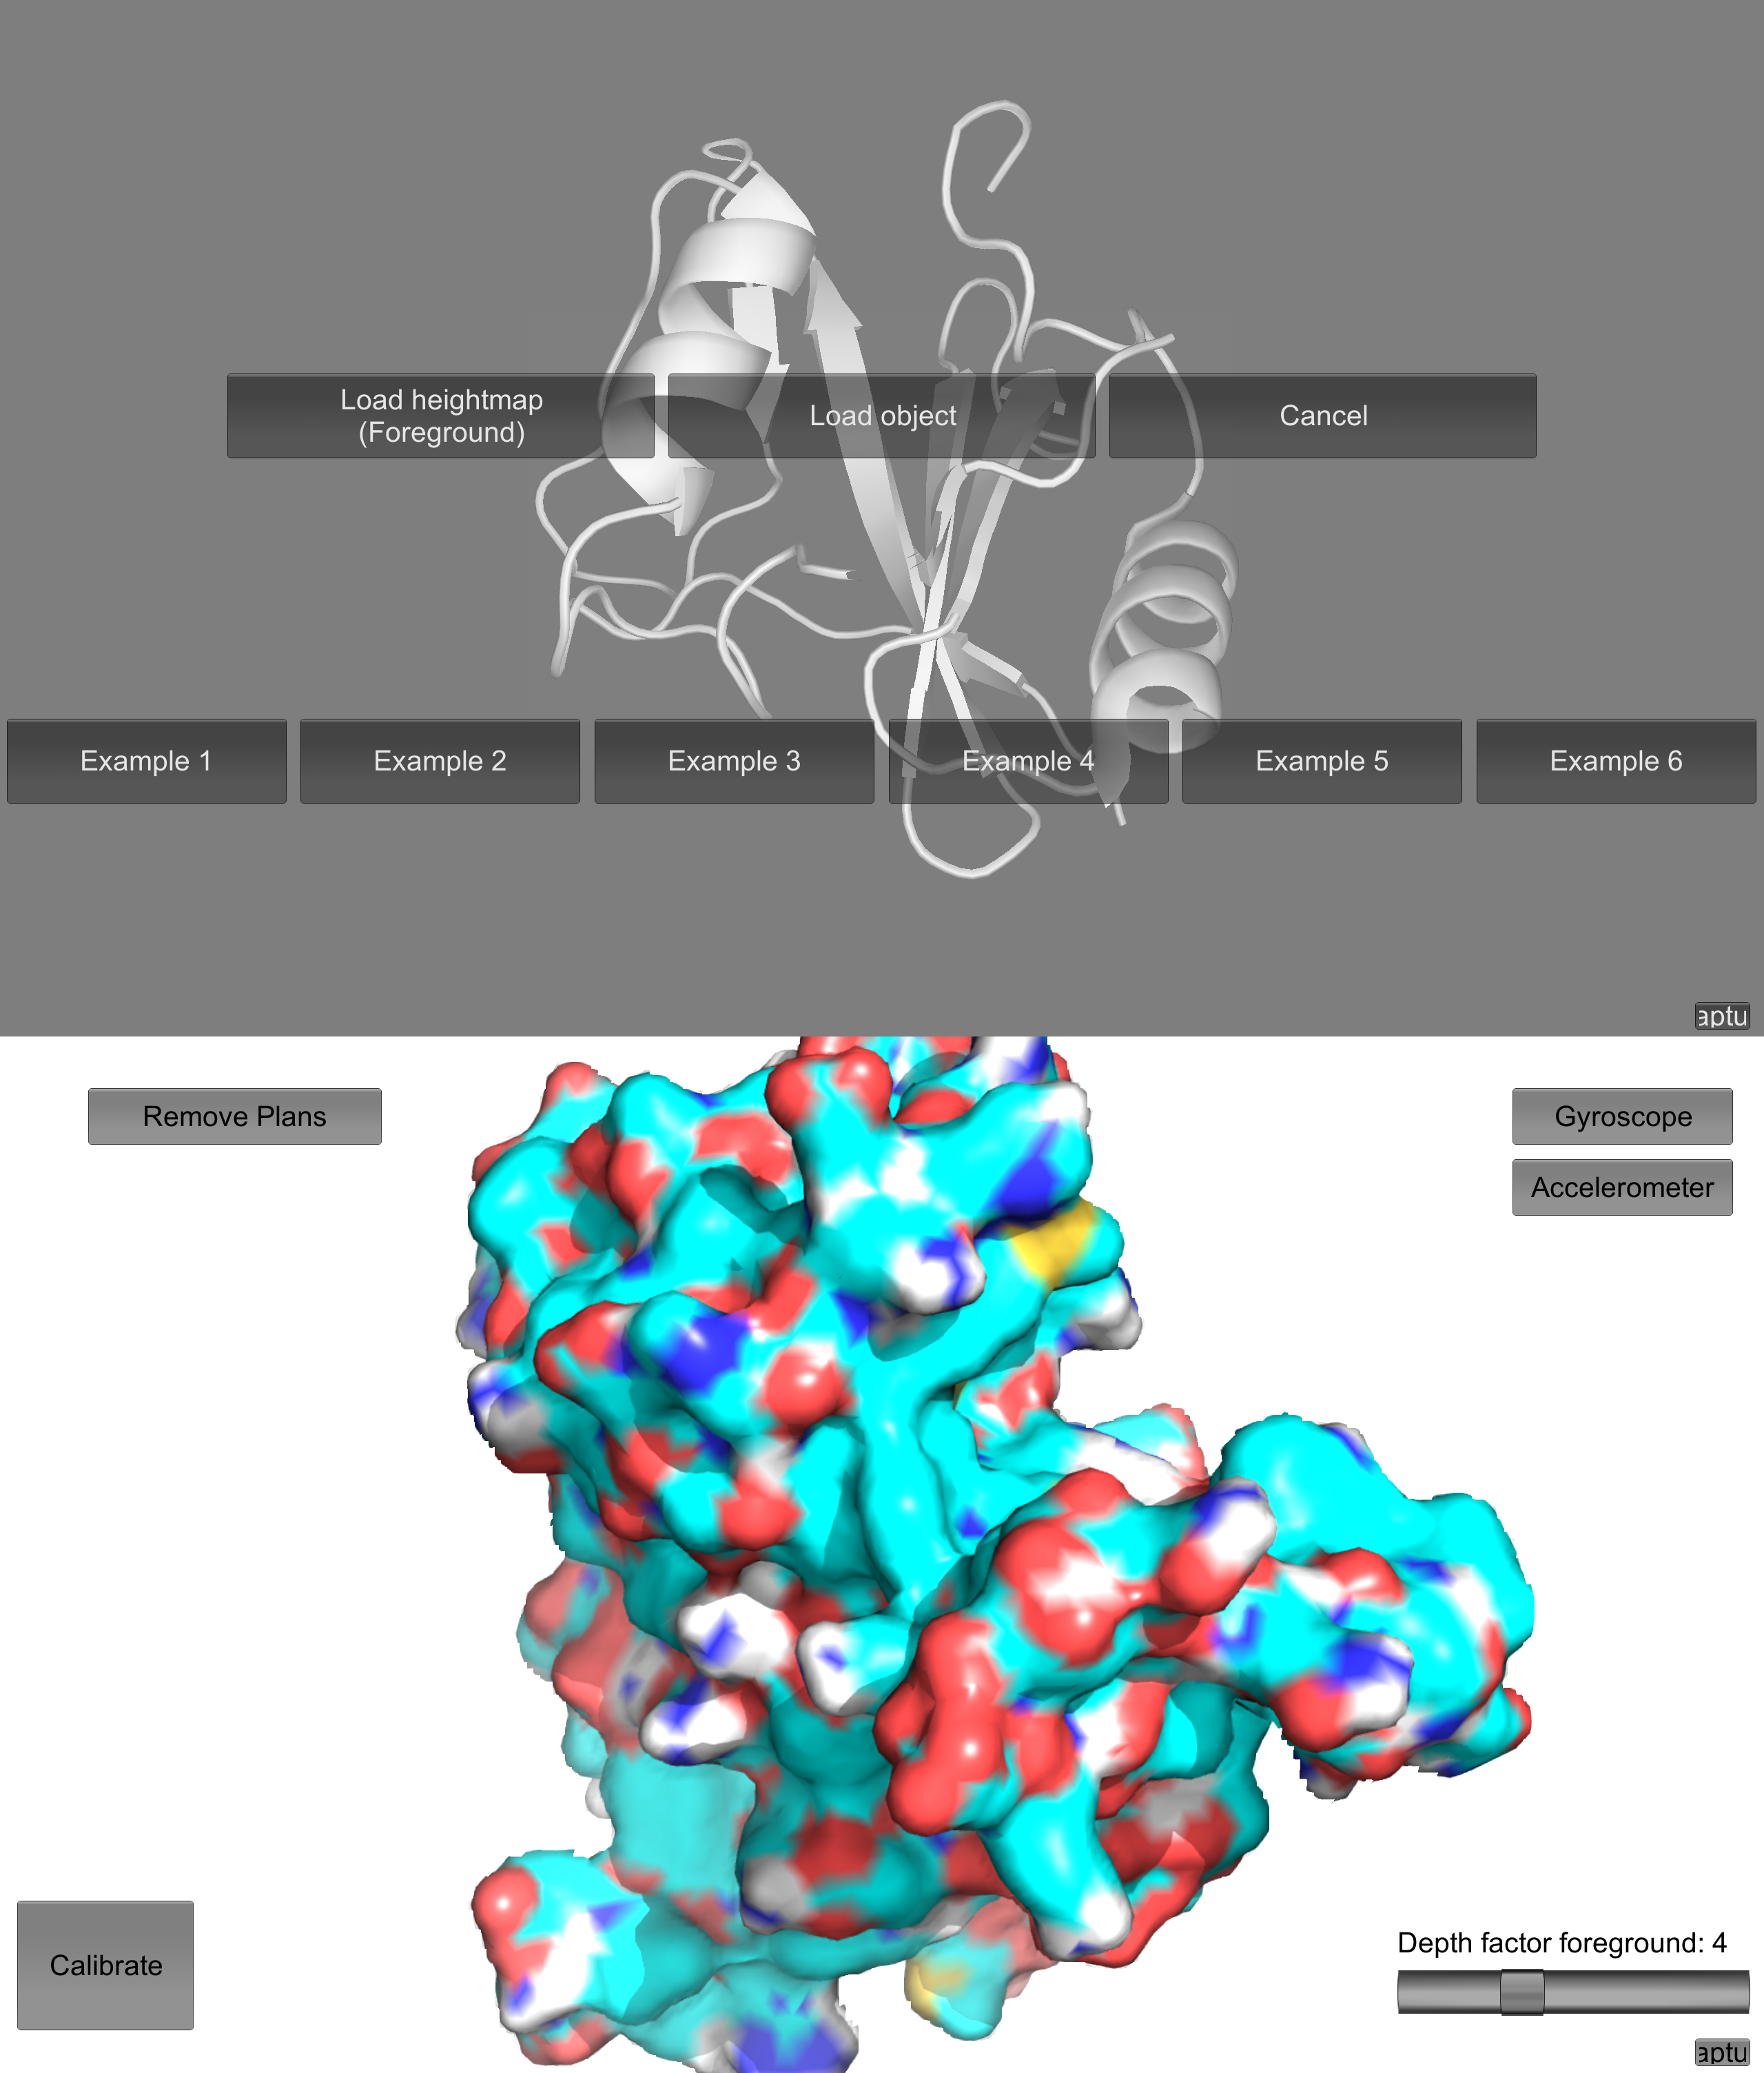 Load heightmap
(Foreground)
Load object
Cancel
Example 1
Example 2
Example 3
Example 4
Example 5
Example 6
aptu
Remove Plans
Gyroscope
Accelerometer
Calibrate
Depth factor foreground: 4
aptu